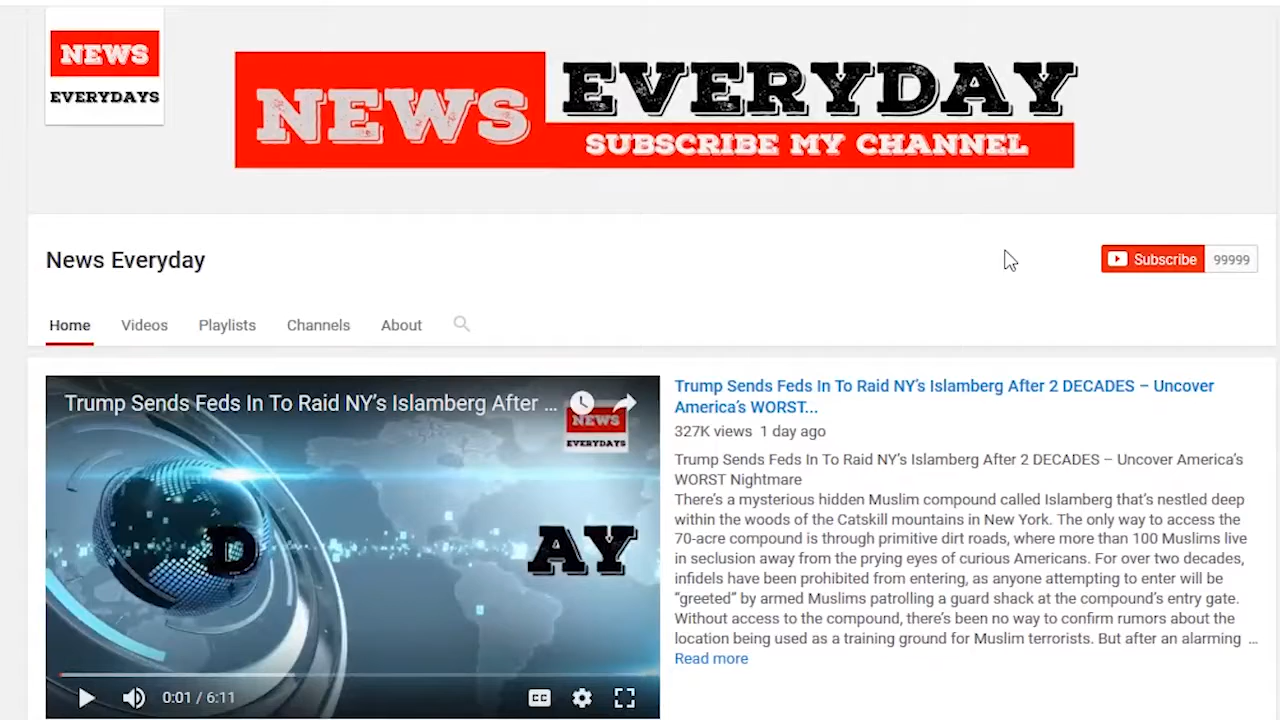 NEWS
EVERYDAYS
NEWS
EVERYDAY
SUBSCRIBE MY CHANNEL
News Everyday
Subscribe 99999
Home Videos Playlists Channels About
Trump Sends Feds In To Raid NY’s Islamberg After ...
NEWS
EVERYDAYS
D AY
0:01 / 6:11
CC
Trump Sends Feds In To Raid NY’s Islamberg After 2 DECADES – Uncover
America’s WORST...
327K views 1 day ago
Trump Sends Feds In To Raid NY’s Islamberg After 2 DECADES – Uncover America’s
WORST Nightmare
There’s a mysterious hidden Muslim compound called Islamberg that’s nestled deep
within the woods of the Catskill mountains in New York. The only way to access the
70-acre compound is through primitive dirt roads, where more than 100 Muslims live
in seclusion away from the prying eyes of curious Americans. For over two decades,
infidels have been prohibited from entering, as anyone attempting to enter will be
“greeted” by armed Muslims patrolling a guard shack at the compound’s entry gate.
Without access to the compound, there’s been no way to confirm rumors about the
location being used as a training ground for Muslim terrorists. But after an alarming ...
Read more